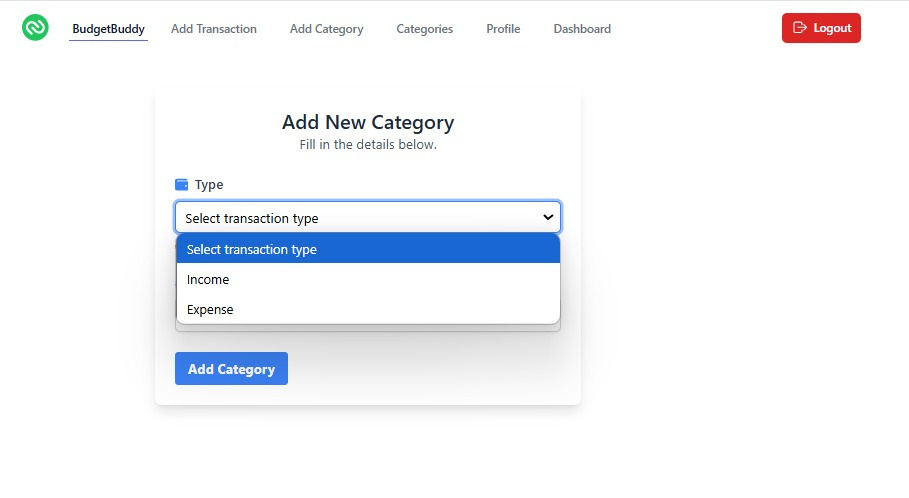 BudgetBuddy Add Transaction Add Category Categories Profile Dashboard Logout
Add New Category
Fill in the details below.
Type
Select transaction type
Select transaction type
Income
Expense
Add Category